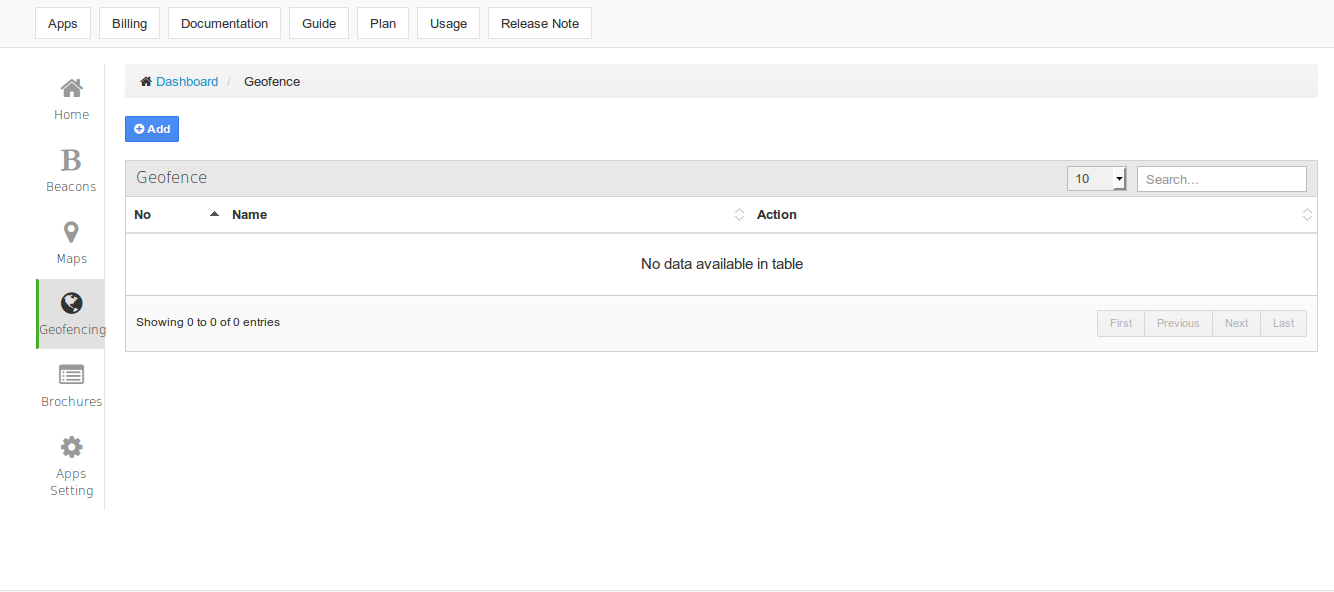 Apps Billing Documentation Guide Plan Usage Release Note
Home
Beacons
Maps
Geofencing
Brochures
Apps
Setting
Dashboard / Geofence
Add
Geofence 10 Search...
No Name Action
No data available in table
Showing 0 to 0 of 0 entries First Previous Next Last